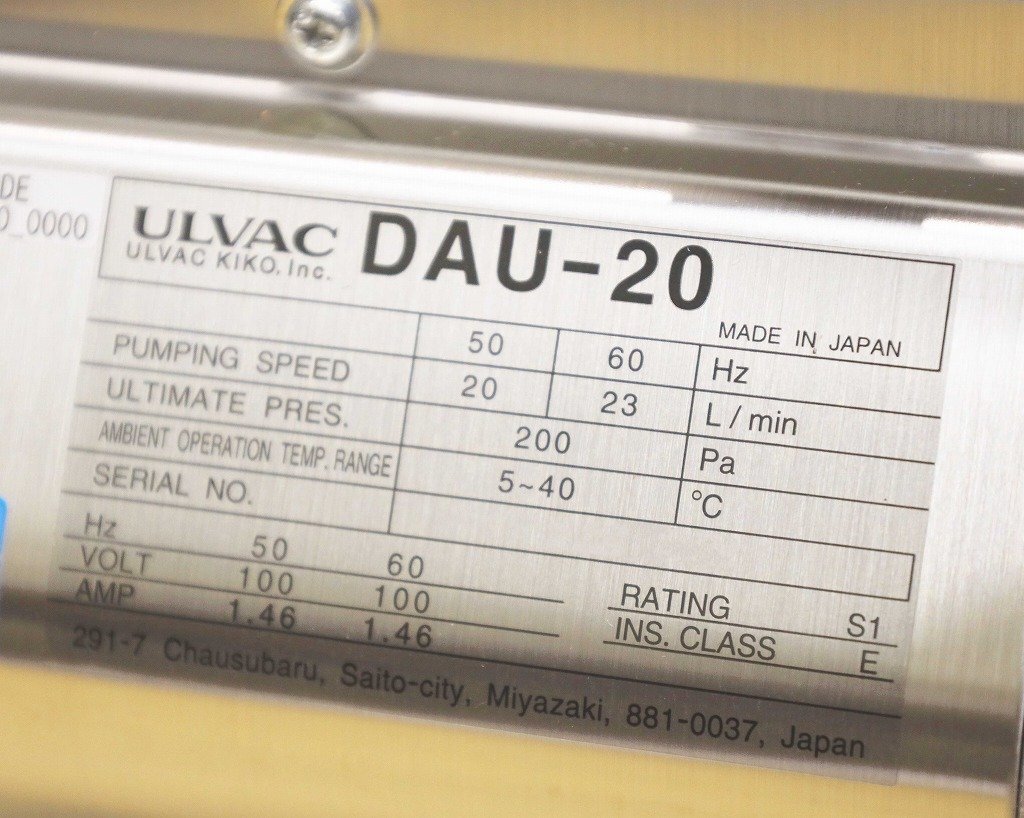 DE
0_0000
ULVAC DAU-20
ULVAC KIKO, Inc.
MADE IN JAPAN
50 60 Hz
PUMPING SPEED 20 23 L / min
ULTIMATE PRES. 200 Pa
AMBIENT OPERATION TEMP. RANGE 5~40 °C
SERIAL NO.
Hz 50 60
VOLT 100 100
AMP 1.46 1.46
RATING S1
INS. CLASS E
291-7 Chausubaru, Saito-city, Miyazaki, 881-0037, Japan